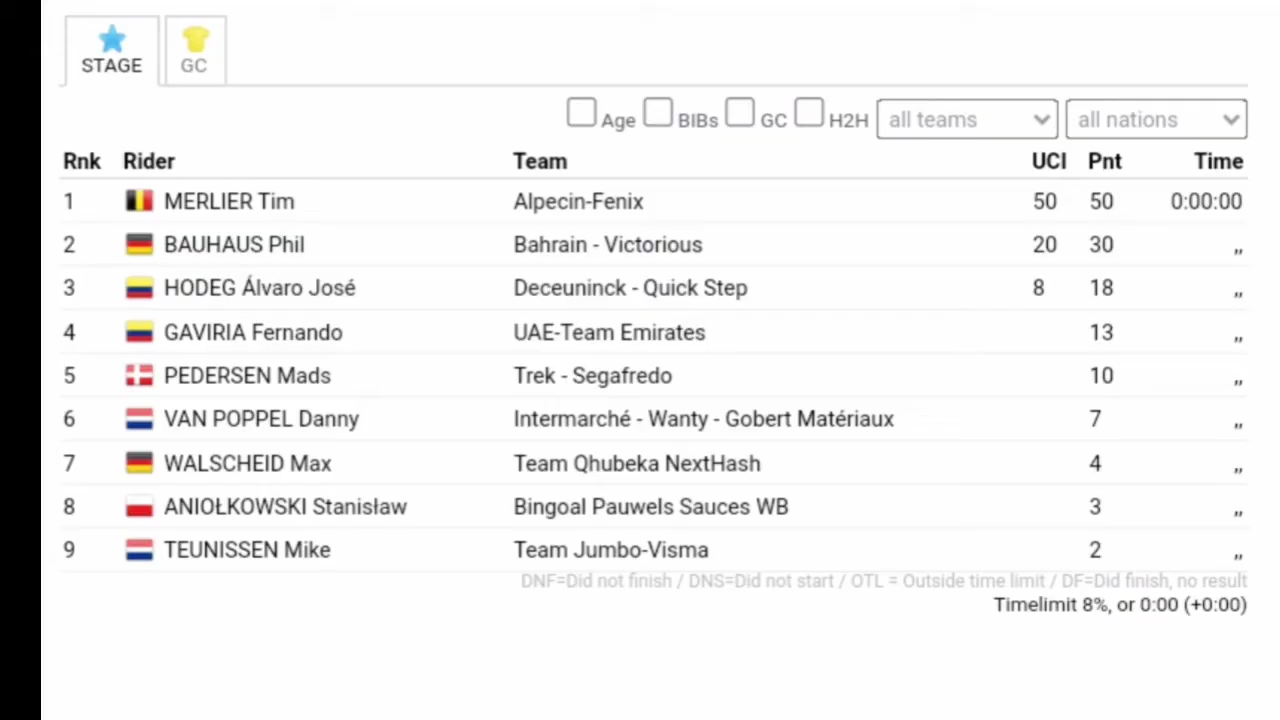 STAGE GC
Age BIBs GC H2H all teams all nations
Rnk Rider Team UCI Pnt Time
1 MERLIER Tim Alpecin-Fenix 50 50 0:00:00
2 BAUHAUS Phil Bahrain - Victorious 20 30 ,,
3 HODEG Álvaro José Deceuninck - Quick Step 8 18 ,,
4 GAVIRIA Fernando UAE-Team Emirates 13 ,,
5 PEDERSEN Mads Trek - Segafredo 10 ,,
6 VAN POPPEL Danny Intermarché - Wanty - Gobert Matériaux 7 ,,
7 WALSCHEID Max Team Qhubeka NextHash 4 ,,
8 ANIOŁKOWSKI Stanisław Bingoal Pauwels Sauces WB 3 ,,
9 TEUNISSEN Mike Team Jumbo-Visma 2 ,,
DNF=Did not finish / DNS=Did not start / OTL = Outside time limit / DF=Did finish, no result
Timelimit 8%, or 0:00 (+0:00)